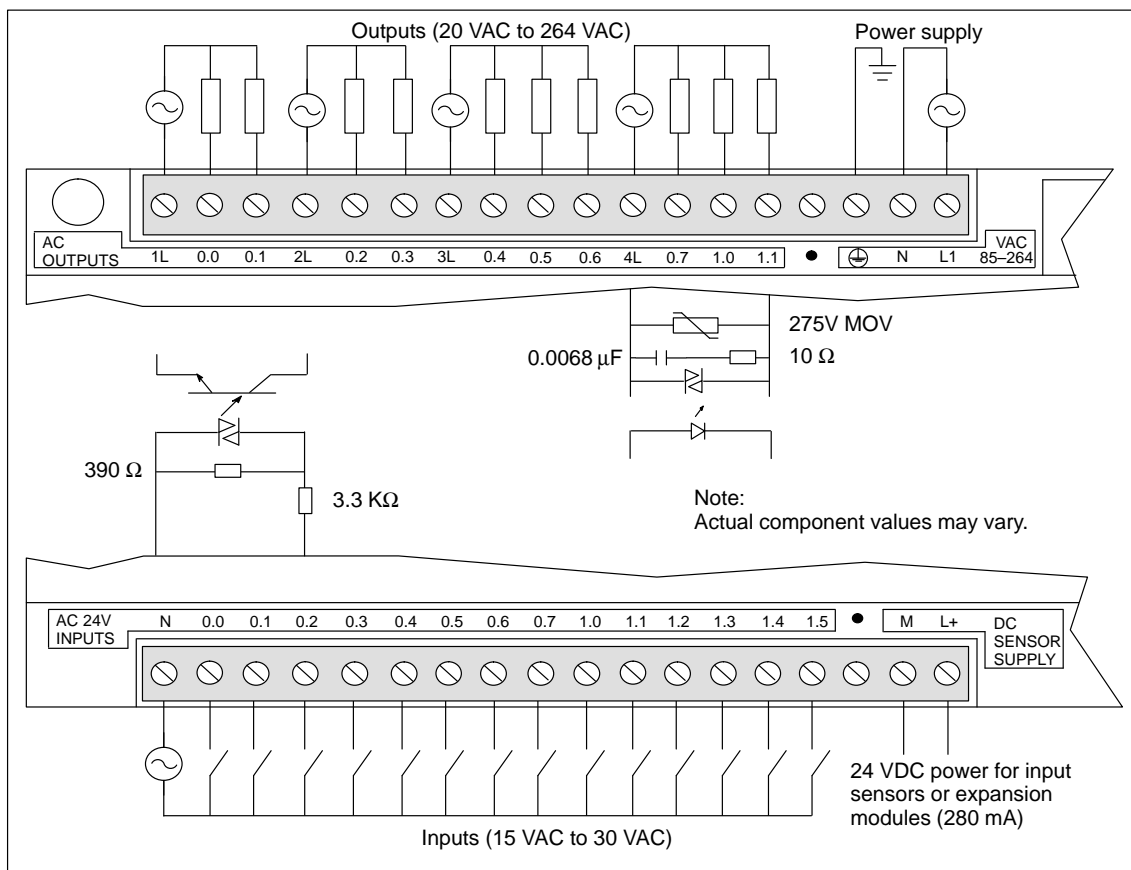 Outputs (20 VAC to 264 VAC)
Power supply
AC
OUTPUTS
1L 0.0 0.1 2L 0.2 0.3 3L 0.4 0.5 0.6 4L 0.7 1.0 1.1 N L1
VAC
85–264
275V MOV
0.0068 µF
10 Ω
390 Ω
3.3 KΩ
Note:
Actual component values may vary.
AC 24V
INPUTS
N 0.0 0.1 0.2 0.3 0.4 0.5 0.6 0.7 1.0 1.1 1.2 1.3 1.4 1.5 M L+
DC
SENSOR
SUPPLY
24 VDC power for input
sensors or expansion
modules (280 mA)
Inputs (15 VAC to 30 VAC)